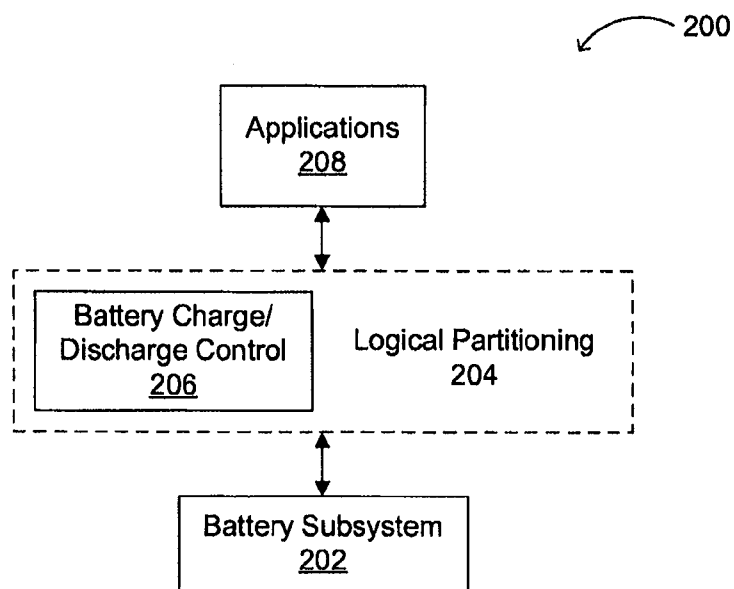 200
Applications
208
Battery Charge/
Discharge Control
206
Logical Partitioning
204
Battery Subsystem
202